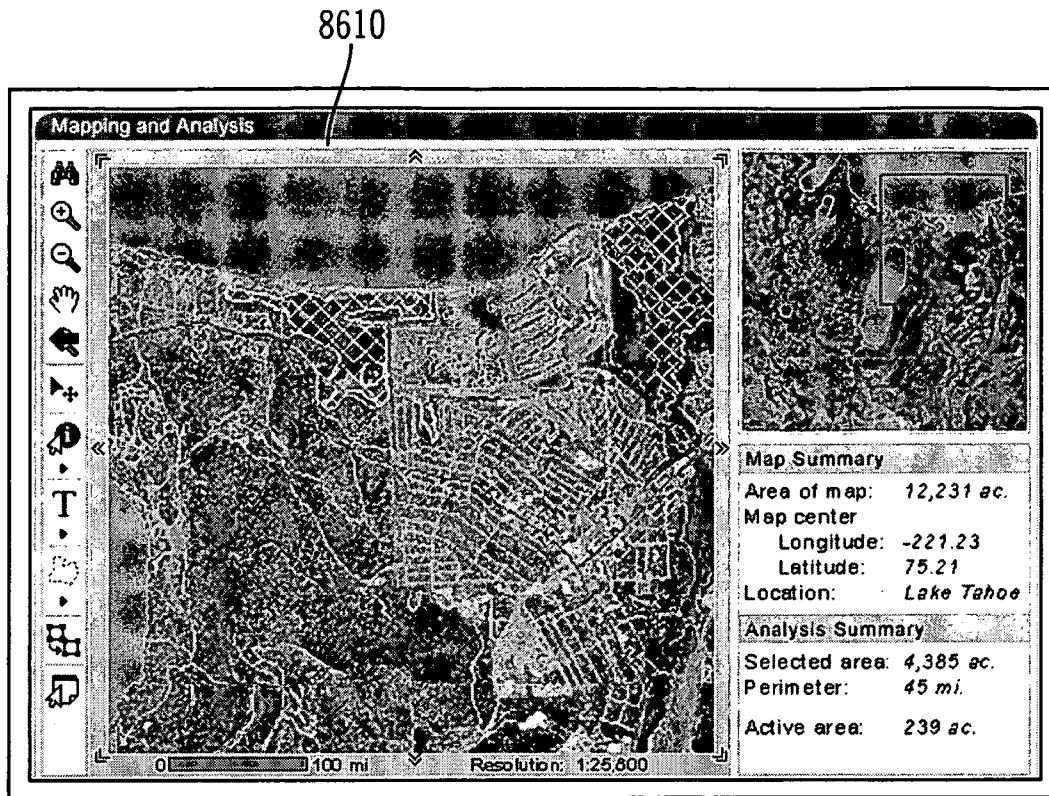 8610
Mapping and Analysis
T
Map Summary
Area of map: 12,231 ac.
Map center
Longitude: -221.23
Latitude: 75.21
Location: Lake Tahoe
Analysis Summary
Selected area: 4,385 ac.
Perimeter: 45 mi.
Active area: 239 ac.
0 100 mi Resolution: 1:25,600